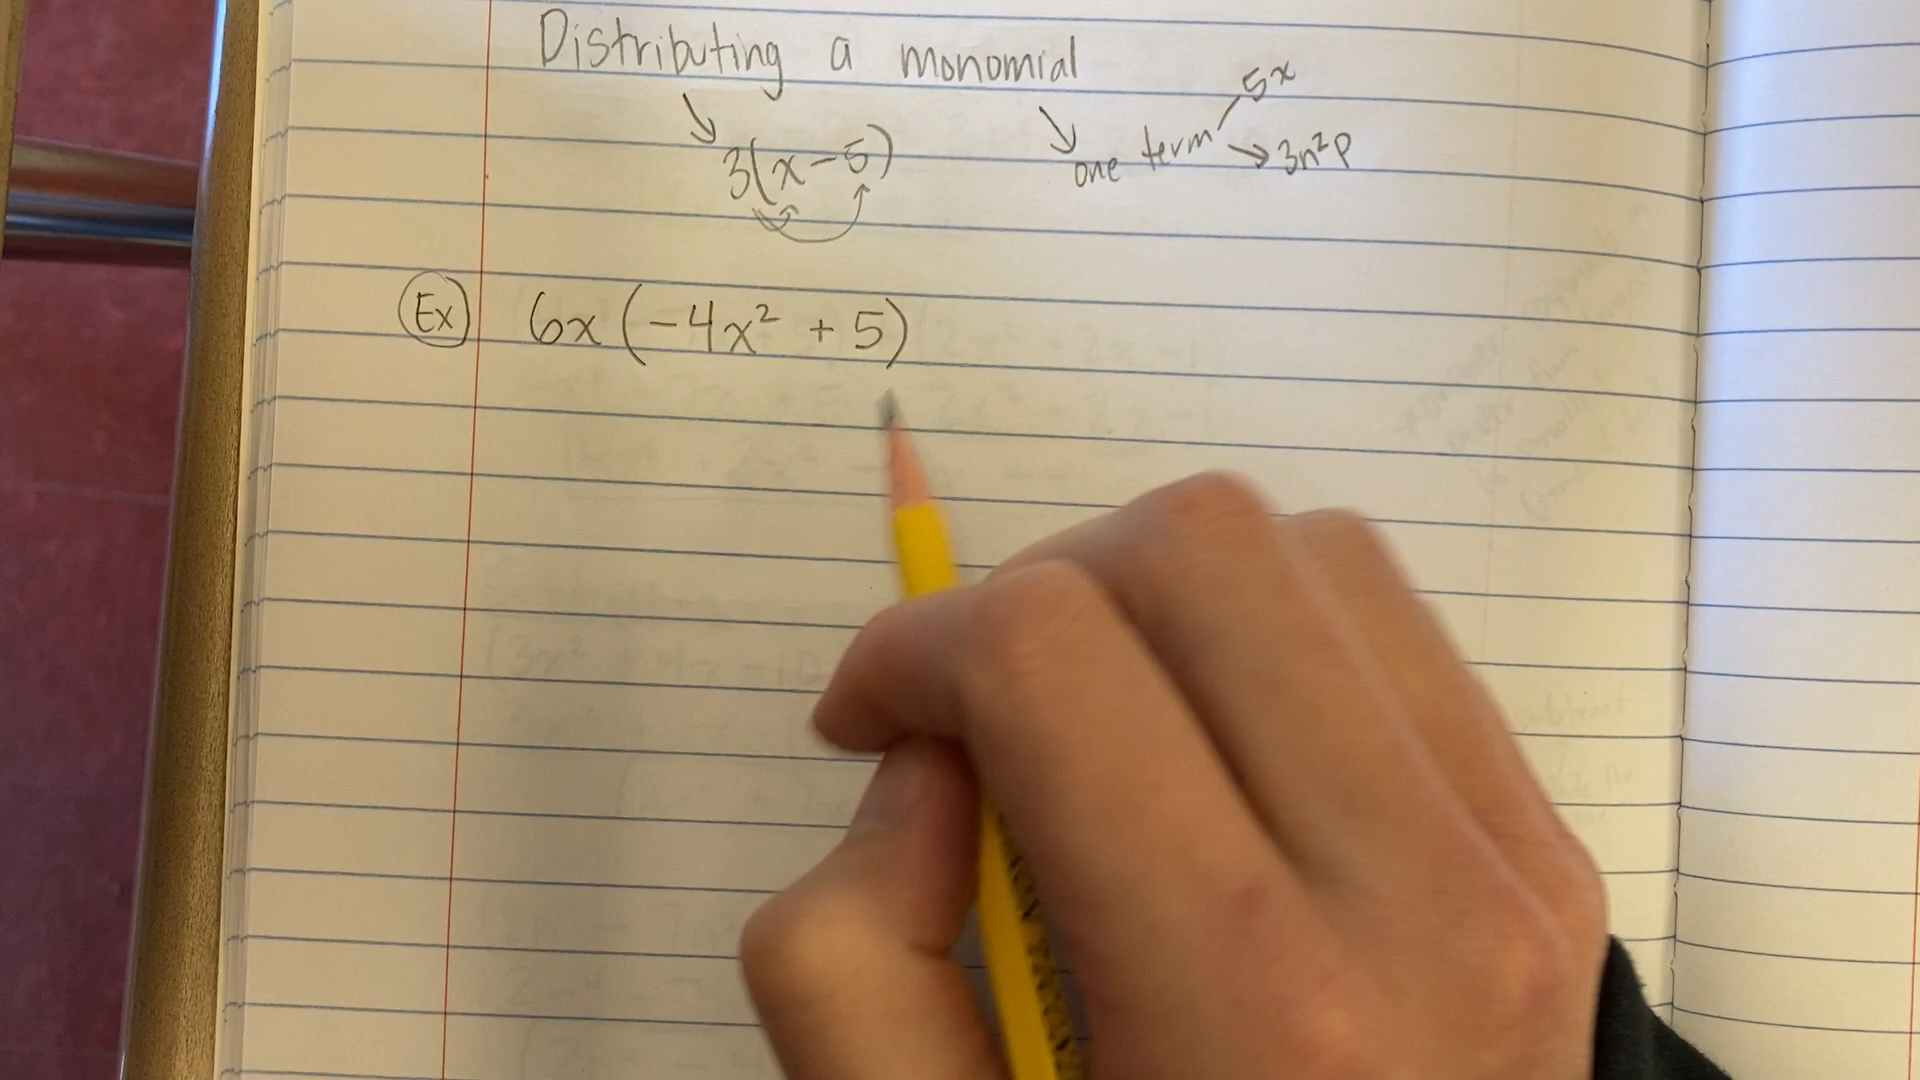 Distributing a monomial
5x
3(x-5) one term 3n²p
Ex 6x(-4x² + 5)